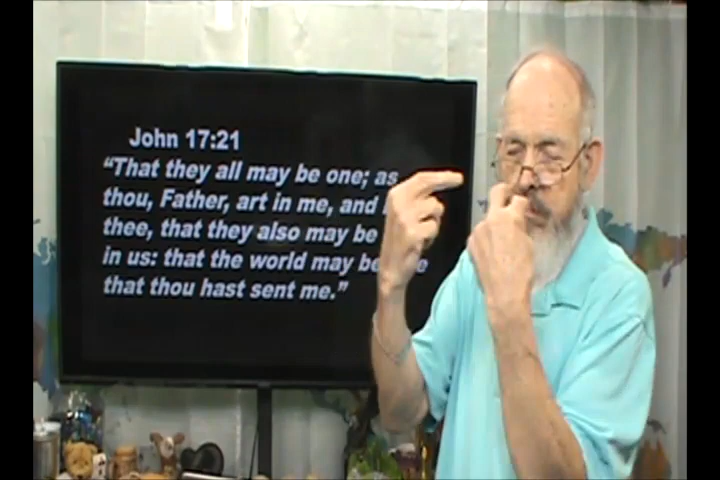 John 17:21
“That they all may be one; as
thou, Father, art in me, and
thee, that they also may be
in us: that the world may be
that thou hast sent me.”